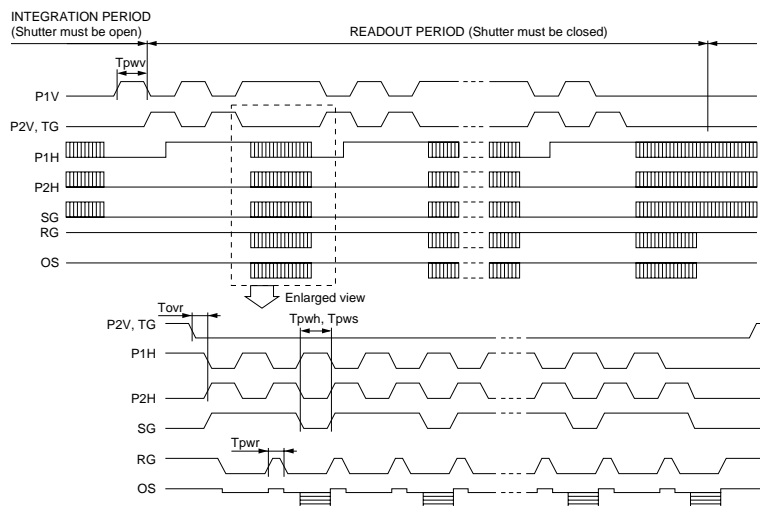 INTEGRATION PERIOD
(Shutter must be open)
READOUT PERIOD (Shutter must be closed)
Tpwv
P1V
P2V, TG
P1H
P2H
SG
RG
OS
Enlarged view
Tovr
Tpwh, Tpws
P2V, TG
P1H
P2H
SG
Tpwr
RG
OS